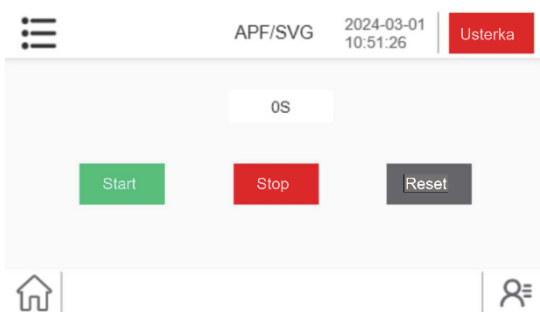 APF/SVG
2024-03-01
10:51:26
Usterka
0S
Start
Stop
Reset